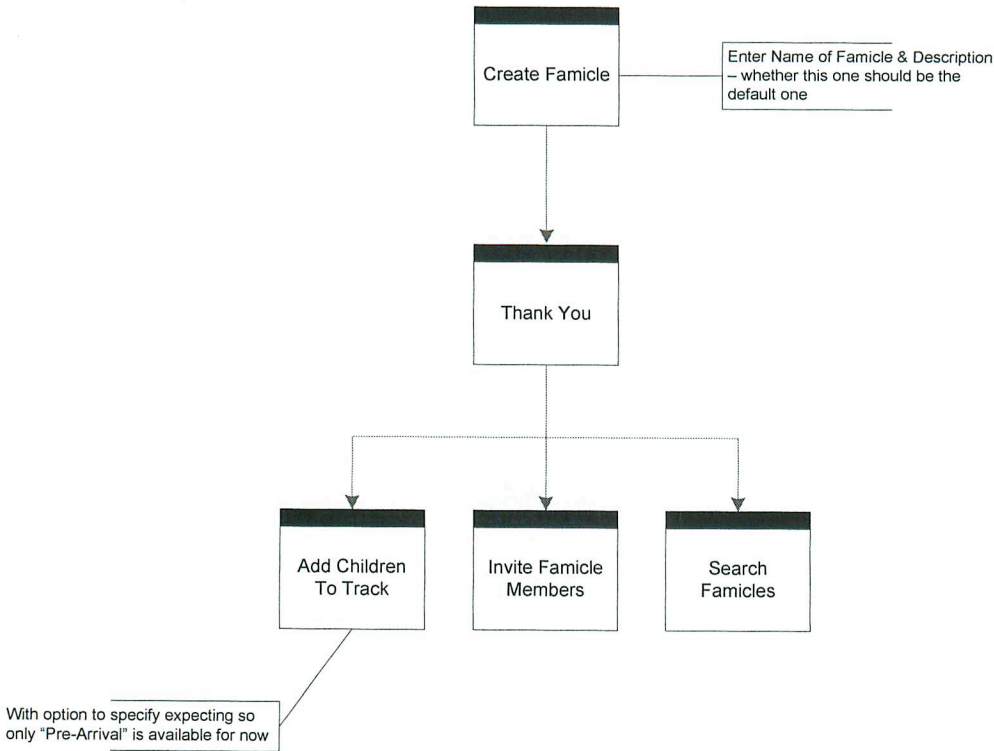 Create Famicle
Enter Name of Famicle & Description
– whether this one should be the
default one
Thank You
Add Children
To Track
Invite Famicle
Members
Search
Famicles
With option to specify expecting so
only “Pre-Arrival” is available for now